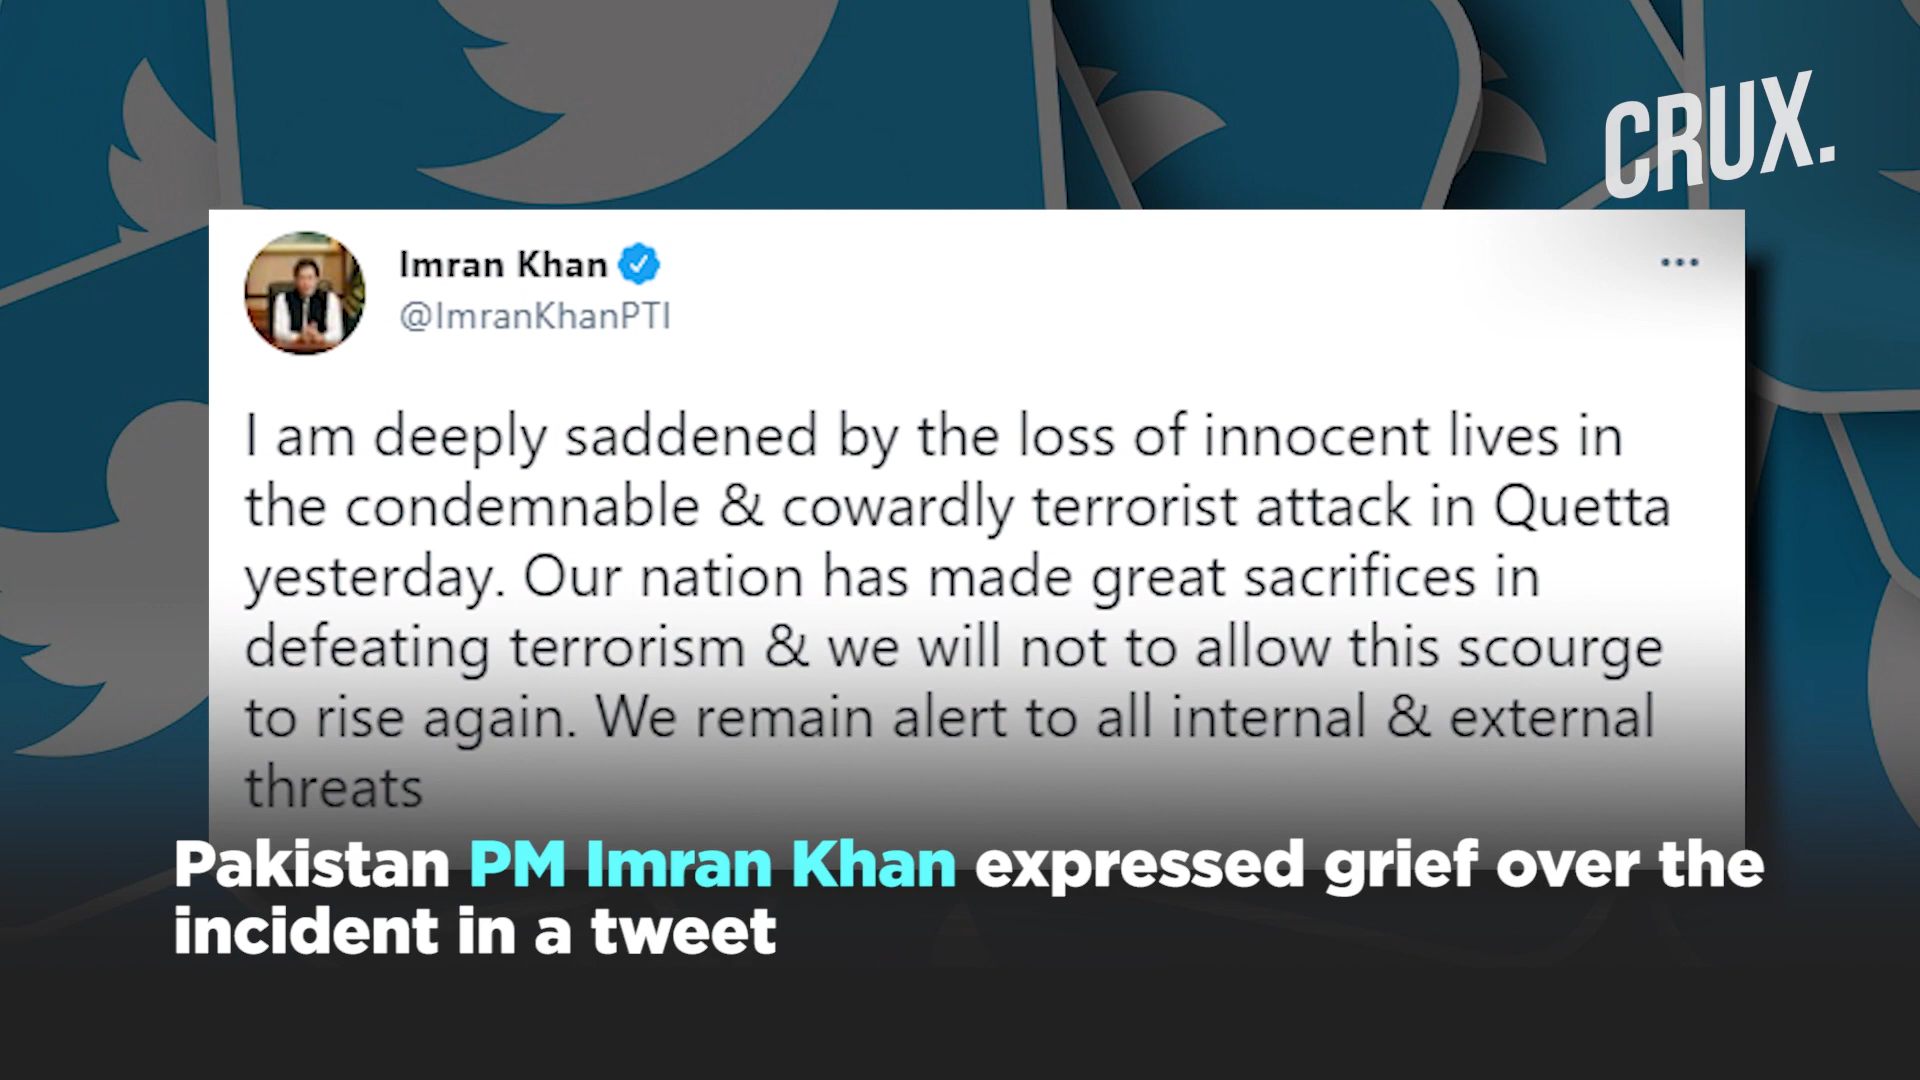 CRUX.
Imran Khan
@ImranKhanPTI
I am deeply saddened by the loss of innocent lives in
the condemnable & cowardly terrorist attack in Quetta
yesterday. Our nation has made great sacrifices in
defeating terrorism & we will not to allow this scourge
to rise again. We remain alert to all internal & external
threats
Pakistan PM Imran Khan expressed grief over the
incident in a tweet